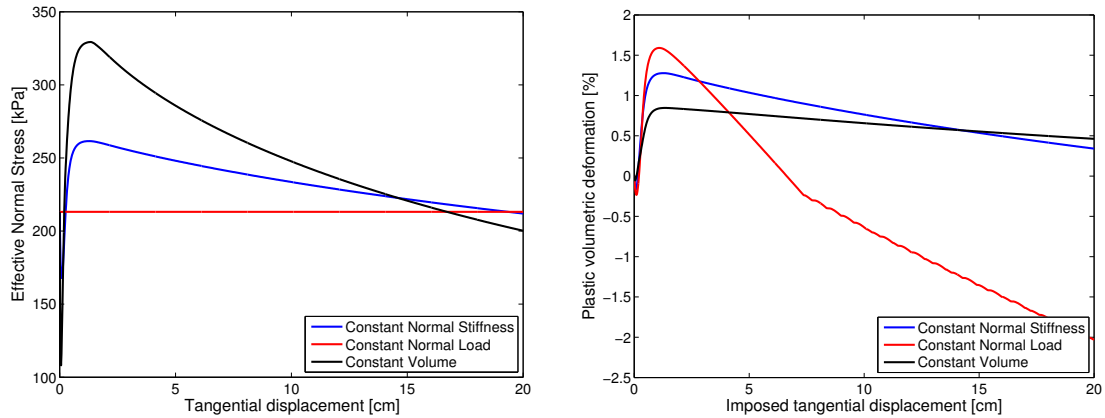 350
300
250
200
150
100
Effective Normal Stress [kPa]
0
5
10
15
20
Tangential displacement [cm]
Constant Normal Stiffness
Constant Normal Load
Constant Volume
2
1.5
1
0.5
0
−0.5
−1
−1.5
−2
−2.5
Plastic volumetric deformation [%]
0
5
10
15
20
Imposed tangential displacement [cm]
Constant Normal Stiffness
Constant Normal Load
Constant Volume